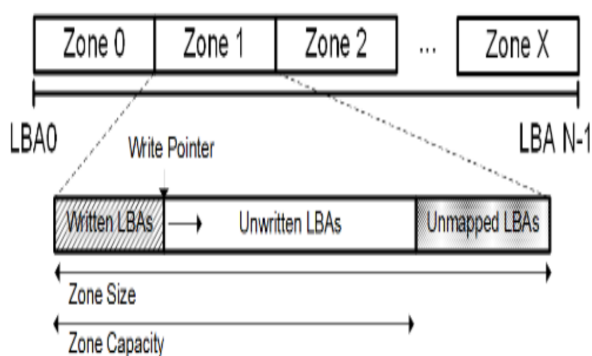 Zone 0 Zone 1 Zone 2 ... Zone X
LBA0 LBA N-1
Write Pointer
Written LBAs Unwritten LBAs Unmapped LBAs
Zone Size
Zone Capacity